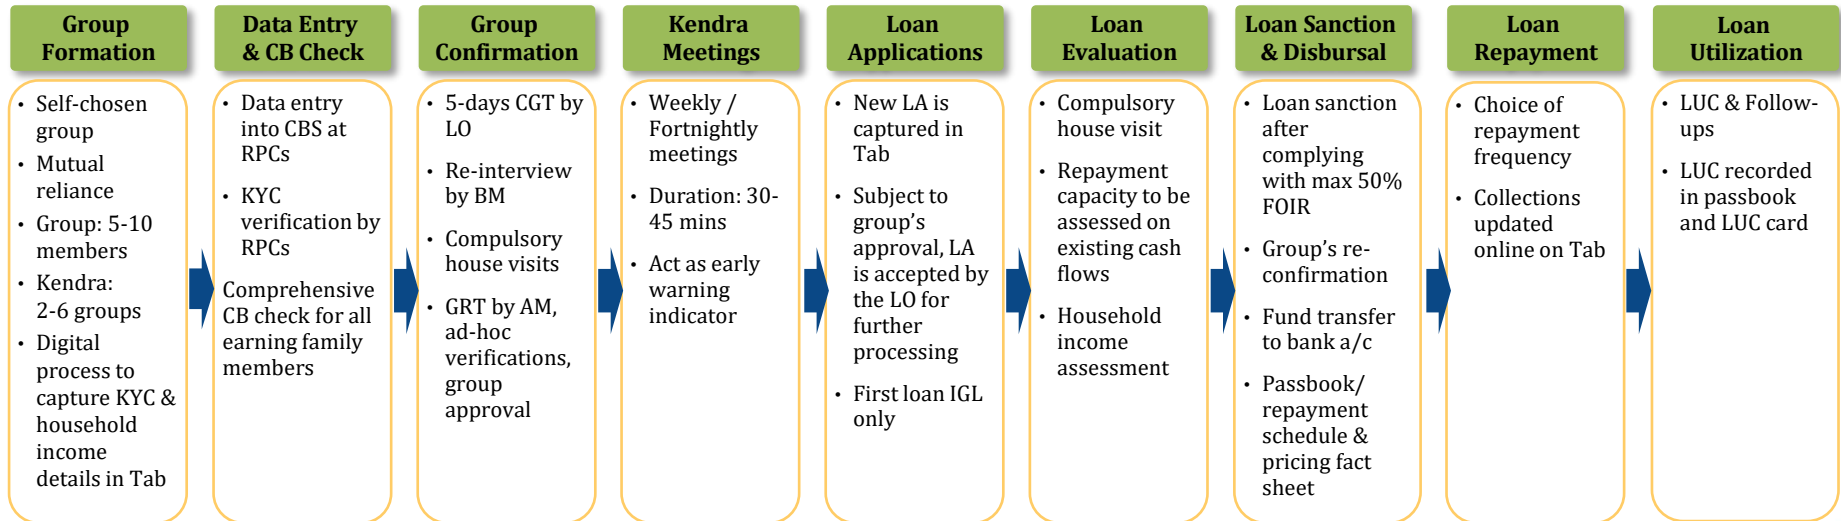 Group
Formation
• Self-chosen
group
• Mutual
reliance
• Group: 5-10
members
• Kendra:
2-6 groups
• Digital
process to
capture KYC &
household
income
details in Tab
Data Entry
& CB Check
• Data entry
into CBS at
RPCs
• KYC
verification by
RPCs
Comprehensive
CB check for all
earning family
members
Group
Confirmation
• 5-days CGT by
LO
• Re-interview
by BM
• Compulsory
house visits
• GRT by AM,
ad-hoc
verifications,
group
approval
Kendra
Meetings
• Weekly /
Fortnightly
meetings
• Duration: 30-
45 mins
• Act as early
warning
indicator
Loan
Applications
• New LA is
captured in
Tab
• Subject to
group’s
approval, LA
is accepted by
the LO for
further
processing
• First loan IGL
only
Loan
Evaluation
• Compulsory
house visit
• Repayment
capacity to be
assessed on
existing cash
flows
• Household
income
assessment
Loan Sanction
& Disbursal
• Loan sanction
after
complying
with max 50%
FOIR
• Group’s re-
confirmation
• Fund transfer
to bank a/c
• Passbook/
repayment
schedule &
pricing fact
sheet
Loan
Repayment
• Choice of
repayment
frequency
• Collections
updated
online on Tab
Loan
Utilization
• LUC & Follow-
ups
• LUC recorded
in passbook
and LUC card